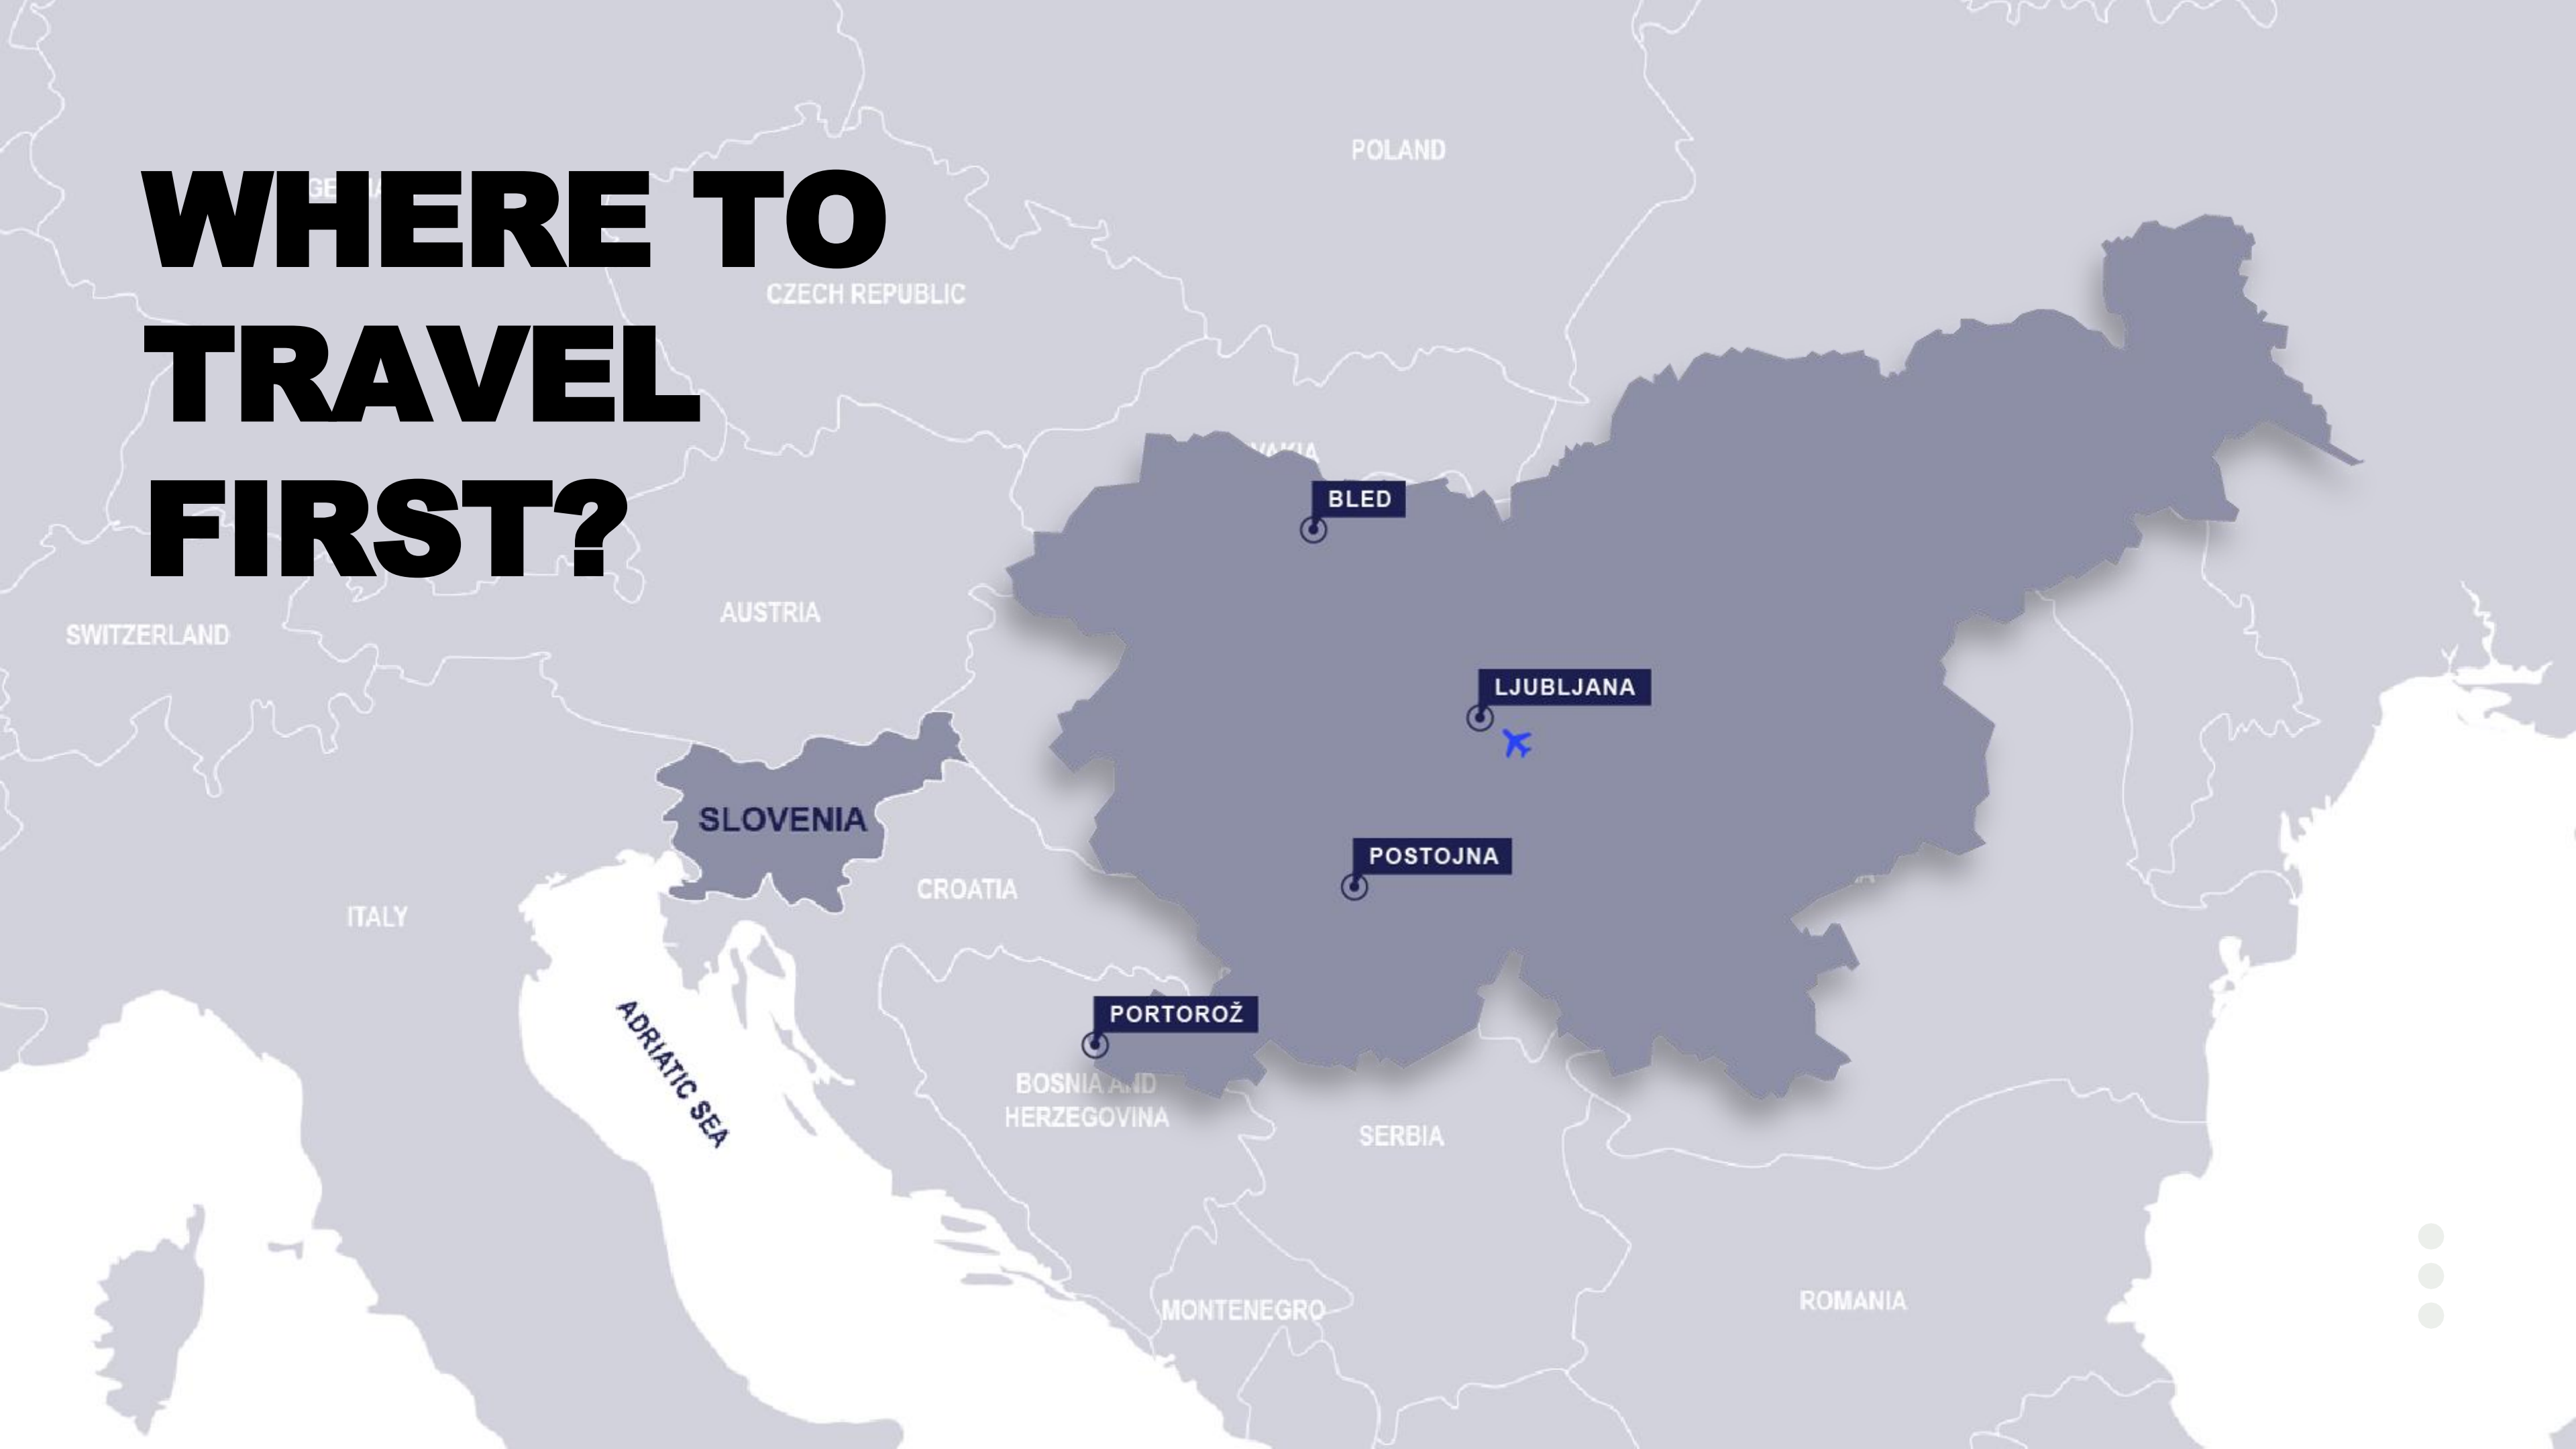 WHERE TO
TRAVEL
FIRST?
POLAND
CZECH REPUBLIC
BLED
AUSTRIA
SWITZERLAND
LJUBLJANA
SLOVENIA
POSTOJNA
CROATIA
ITALY
PORTOROŽ
ADRIATIC SEA
BOSNIA AND
HERZEGOVINA
SERBIA
MONTENEGRO
ROMANIA